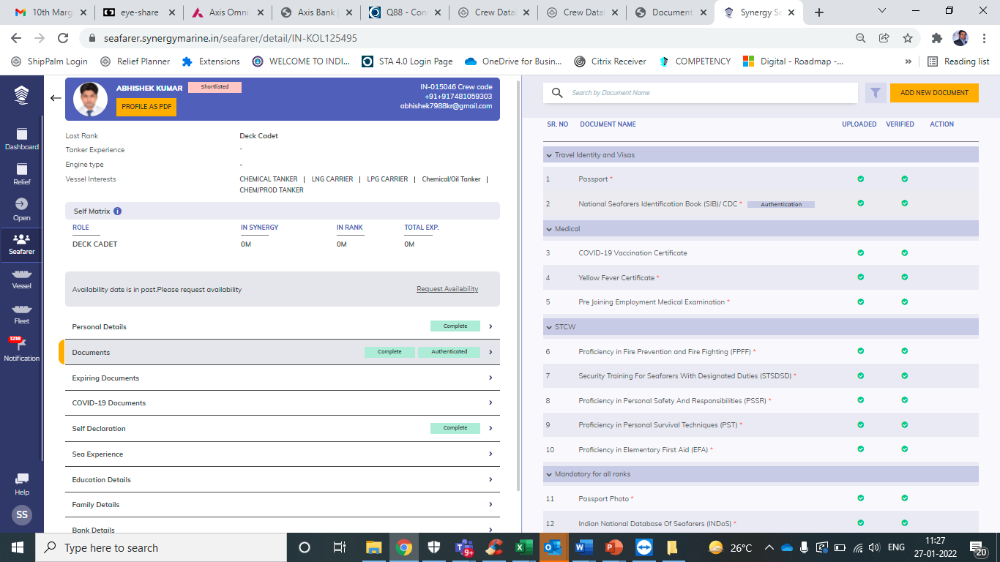 10th Marg
eye-share
Axis Omni
Axis Bank
Q88 - Con
Crew Data
Crew Data
Document
Synergy Se
seafarer.synergymarine.in/seafarer/detail/IN-KOL125495
ShipPalm Login
Relief Planner
Extensions
WELCOME TO INDI...
STA 4.0 Login Page
OneDrive for Busin...
Citrix Receiver
COMPETENCY
Digital - Roadmap -...
»
Reading list
Dashboard
Relief
Open
Seafarer
Vessel
Fleet
1218
Notification
Help
SS
ABHISHEK KUMAR
Shortlisted
PROFILE AS PDF
IN-015046 Crew code
+91+917481059303
abhishek7988kr@gmail.com
Last Rank Deck Cadet
Tanker Experience -
Engine type -
Vessel Interests CHEMICAL TANKER | LNG CARRIER | LPG CARRIER | Chemical/Oil Tanker |
CHEM/PROD TANKER
Self Matrix i
ROLE IN SYNERGY IN RANK TOTAL EXP.
DECK CADET 0M 0M 0M
Availability date is in past.Please request availability Request Availability
Personal Details Complete
Documents Complete Authenticated
Expiring Documents
COVID-19 Documents
Self Declaration Complete
Sea Experience
Education Details
Family Details
Bank Details
Search by Document Name
ADD NEW DOCUMENT
SR. NO DOCUMENT NAME UPLOADED VERIFIED ACTION
Travel Identity and Visas
1 Passport *
2 National Seafarers Identification Book (SIB)/ CDC * Authentication
Medical
3 COVID-19 Vaccination Certificate
4 Yellow Fever Certificate *
5 Pre Joining Employment Medical Examination *
STCW
6 Proficiency in Fire Prevention and Fire Fighting (FPFF) *
7 Security Training For Seafarers With Designated Duties (STSDSD) *
8 Proficiency in Personal Safety And Responsibilities (PSSR) *
9 Proficiency in Personal Survival Techniques (PST) *
10 Proficiency in Elementary First Aid (EFA) *
Mandatory for all ranks
11 Passport Photo *
12 Indian National Database Of Seafarers (INDoS) *
Type here to search
9+
26°C
ENG
11:27
27-01-2022
20